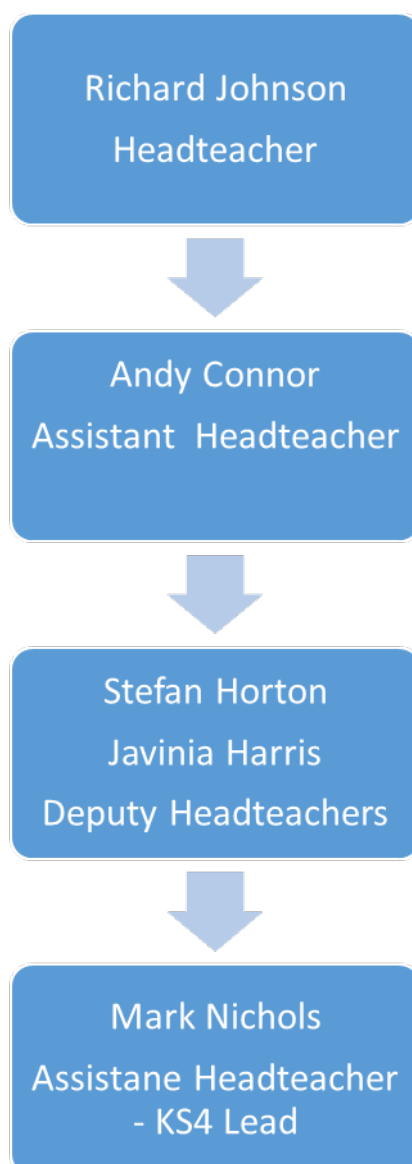 Richard Johnson
Headteacher
Andy Connor
Assistant  Headteacher
Stefan Horton
Javinia Harris
Deputy Headteachers
Mark Nichols
Assistane Headteacher
- KS4 Lead